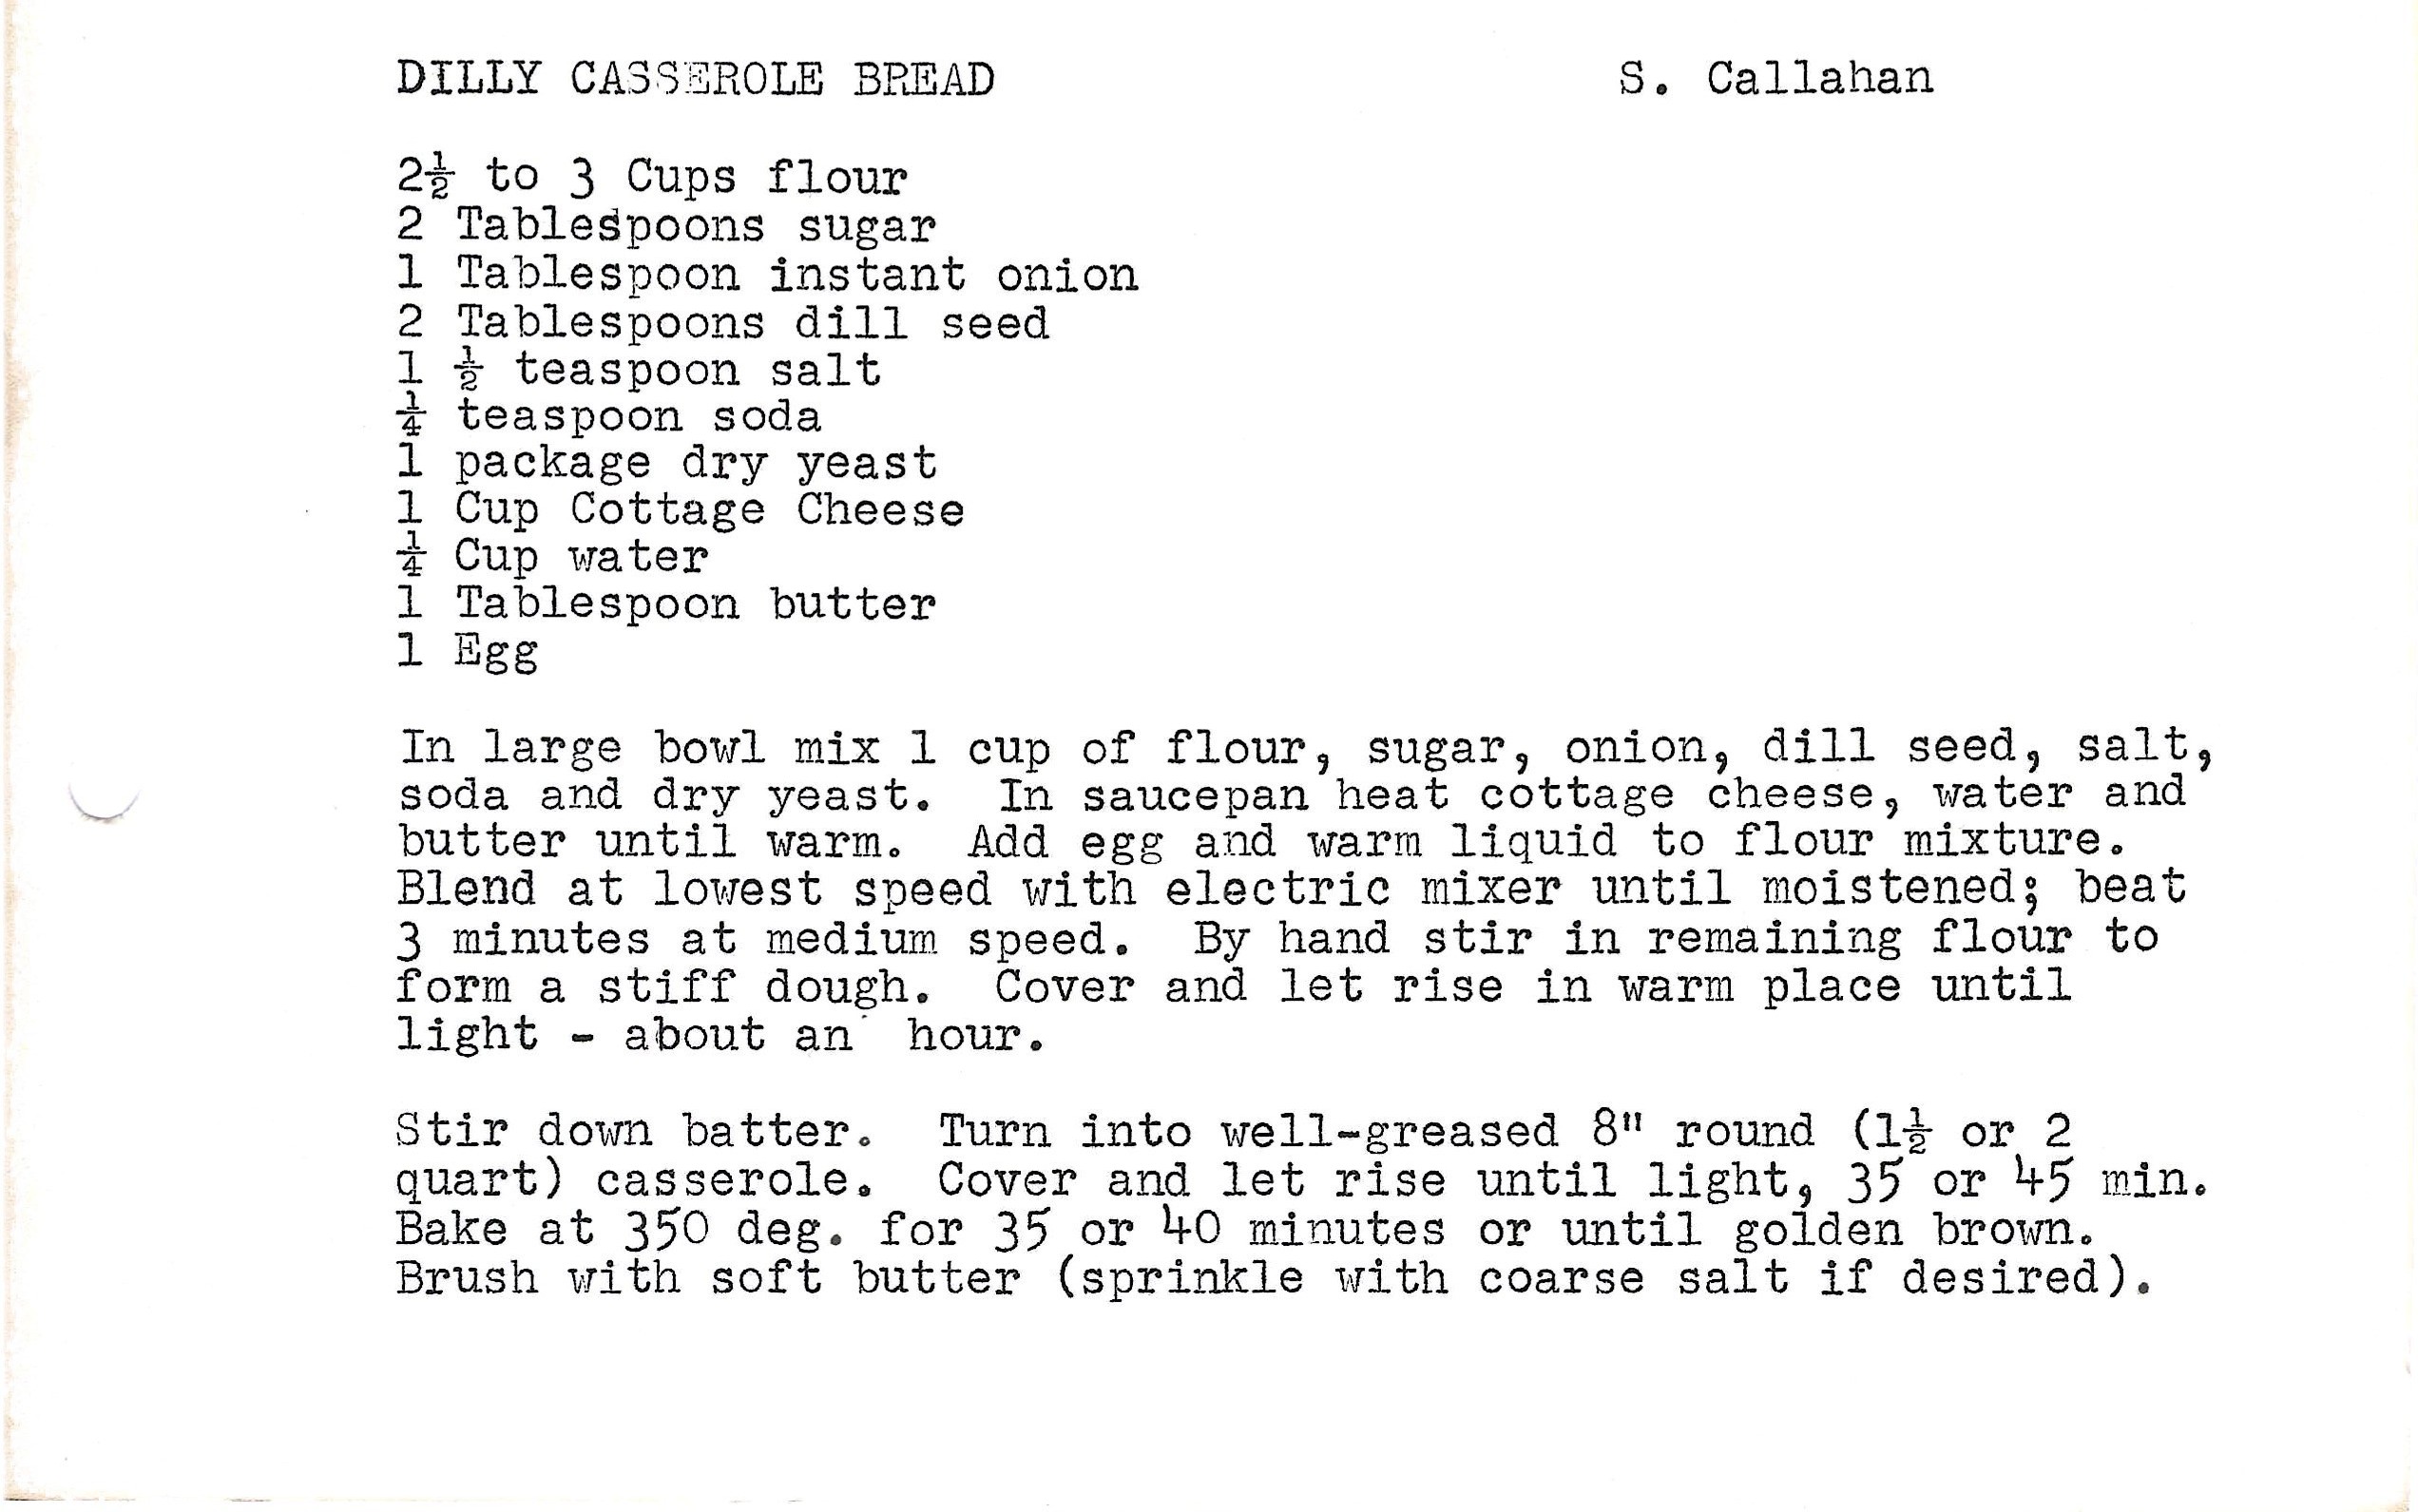 DILLY CASSEROLE BREAD S. Callahan
2½ to 3 Cups flour
2 Tablespoons sugar
1 Tablespoon instant onion
2 Tablespoons dill seed
1 ½ teaspoon salt
¼ teaspoon soda
1 package dry yeast
1 Cup Cottage Cheese
¼ Cup water
1 Tablespoon butter
1 Egg
In large bowl mix 1 cup of flour, sugar, onion, dill seed, salt,
soda and dry yeast. In saucepan heat cottage cheese, water and
butter until warm. Add egg and warm liquid to flour mixture.
Blend at lowest speed with electric mixer until moistened; beat
3 minutes at medium speed. By hand stir in remaining flour to
form a stiff dough. Cover and let rise in warm place until
light - about an hour.
Stir down batter. Turn into well-greased 8" round (1½ or 2
quart) casserole. Cover and let rise until light, 35 or 45 min.
Bake at 350 deg. for 35 or 40 minutes or until golden brown.
Brush with soft butter (sprinkle with coarse salt if desired).